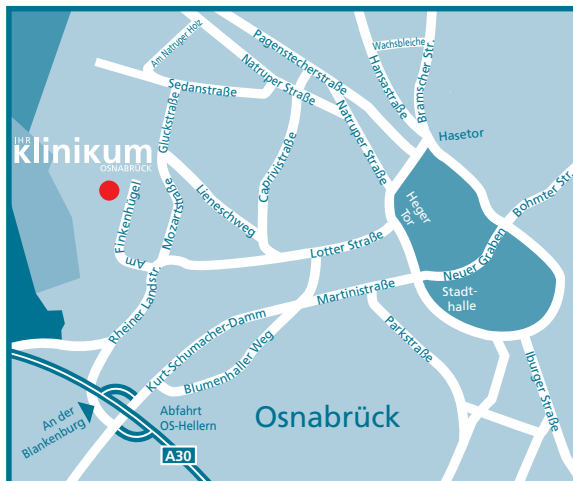 Am Natruper Holz
Pagenstecherstraße
Wachsbleiche
Hansastraße
Bramscher Str.
Sedanstraße
Natruper Straße
Natruper Straße
Hasetor
IHR
Klinikum
OSNABRÜCK
Gluckstraße
Caprivistraße
Lieneschweg
Mozartstraße
Am Finkenhügel
Heger
Tor
Bohmter Str.
Lotter Straße
Neuer Graben
Rheiner Landstr.
Martinistraße
Stadt-
halle
Kurt-Schumacher-Damm
Blumenhaller Weg
Parkstraße
Iburger Straße
An der
Blankenburg
Abfahrt
OS-Hellern
Osnabrück
A30